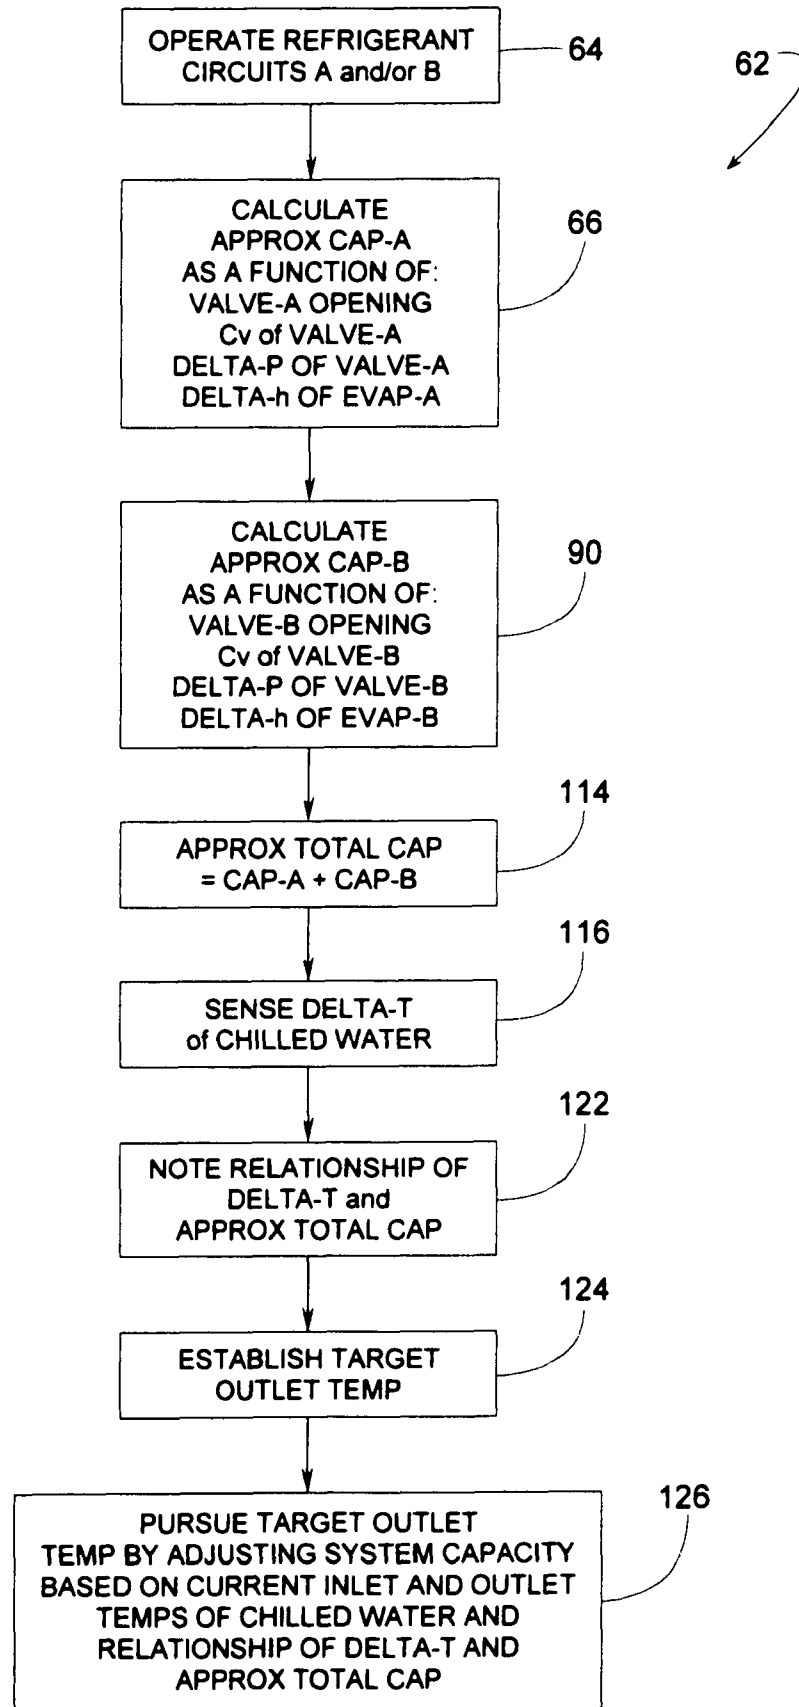 OPERATE REFRIGERANT
CIRCUITS A and/or B
64
62
CALCULATE
APPROX CAP-A
AS A FUNCTION OF:
VALVE-A OPENING
Cv of VALVE-A
DELTA-P OF VALVE-A
DELTA-h OF EVAP-A
66
CALCULATE
APPROX CAP-B
AS A FUNCTION OF:
VALVE-B OPENING
Cv of VALVE-B
DELTA-P OF VALVE-B
DELTA-h OF EVAP-B
90
APPROX TOTAL CAP
= CAP-A + CAP-B
114
SENSE DELTA-T
of CHILLED WATER
116
NOTE RELATIONSHIP OF
DELTA-T and
APPROX TOTAL CAP
122
ESTABLISH TARGET
OUTLET TEMP
124
PURSUE TARGET OUTLET
TEMP BY ADJUSTING SYSTEM CAPACITY
BASED ON CURRENT INLET AND OUTLET
TEMPS OF CHILLED WATER AND
RELATIONSHIP OF DELTA-T AND
APPROX TOTAL CAP
126